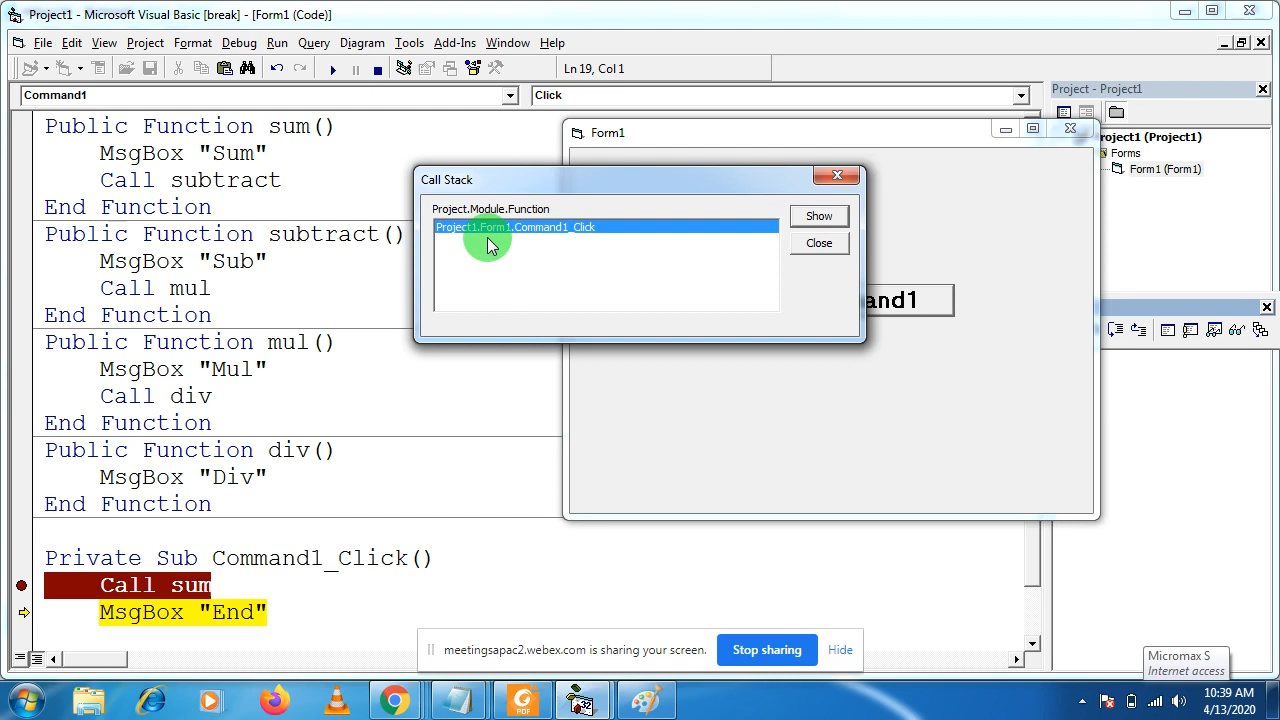 Project1 - Microsoft Visual Basic [break] - [Form1 (Code)]
File Edit View Project Format Debug Run Query Diagram Tools Add-Ins Window Help
Ln 19, Col 1
Command1
Click
Project - Project1
Public Function sum()
MsgBox "Sum"
Call subtract
End Function
Public Function subtract()
MsgBox "Sub"
Call mul
End Function
Public Function mul()
MsgBox "Mul"
Call div
End Function
Public Function div()
MsgBox "Div"
End Function
Private Sub Command1_Click()
Call sum
MsgBox "End"
Form1
Call Stack
Project.Module.Function
Project1.Form1.Command1_Click
Show
Close
and1
roject1 (Project1)
Forms
Form1 (Form1)
meetingsapac2.webex.com is sharing your screen.
Stop sharing
Hide
Micromax S
Internet access
PDF
32
10:39 AM
4/13/2020